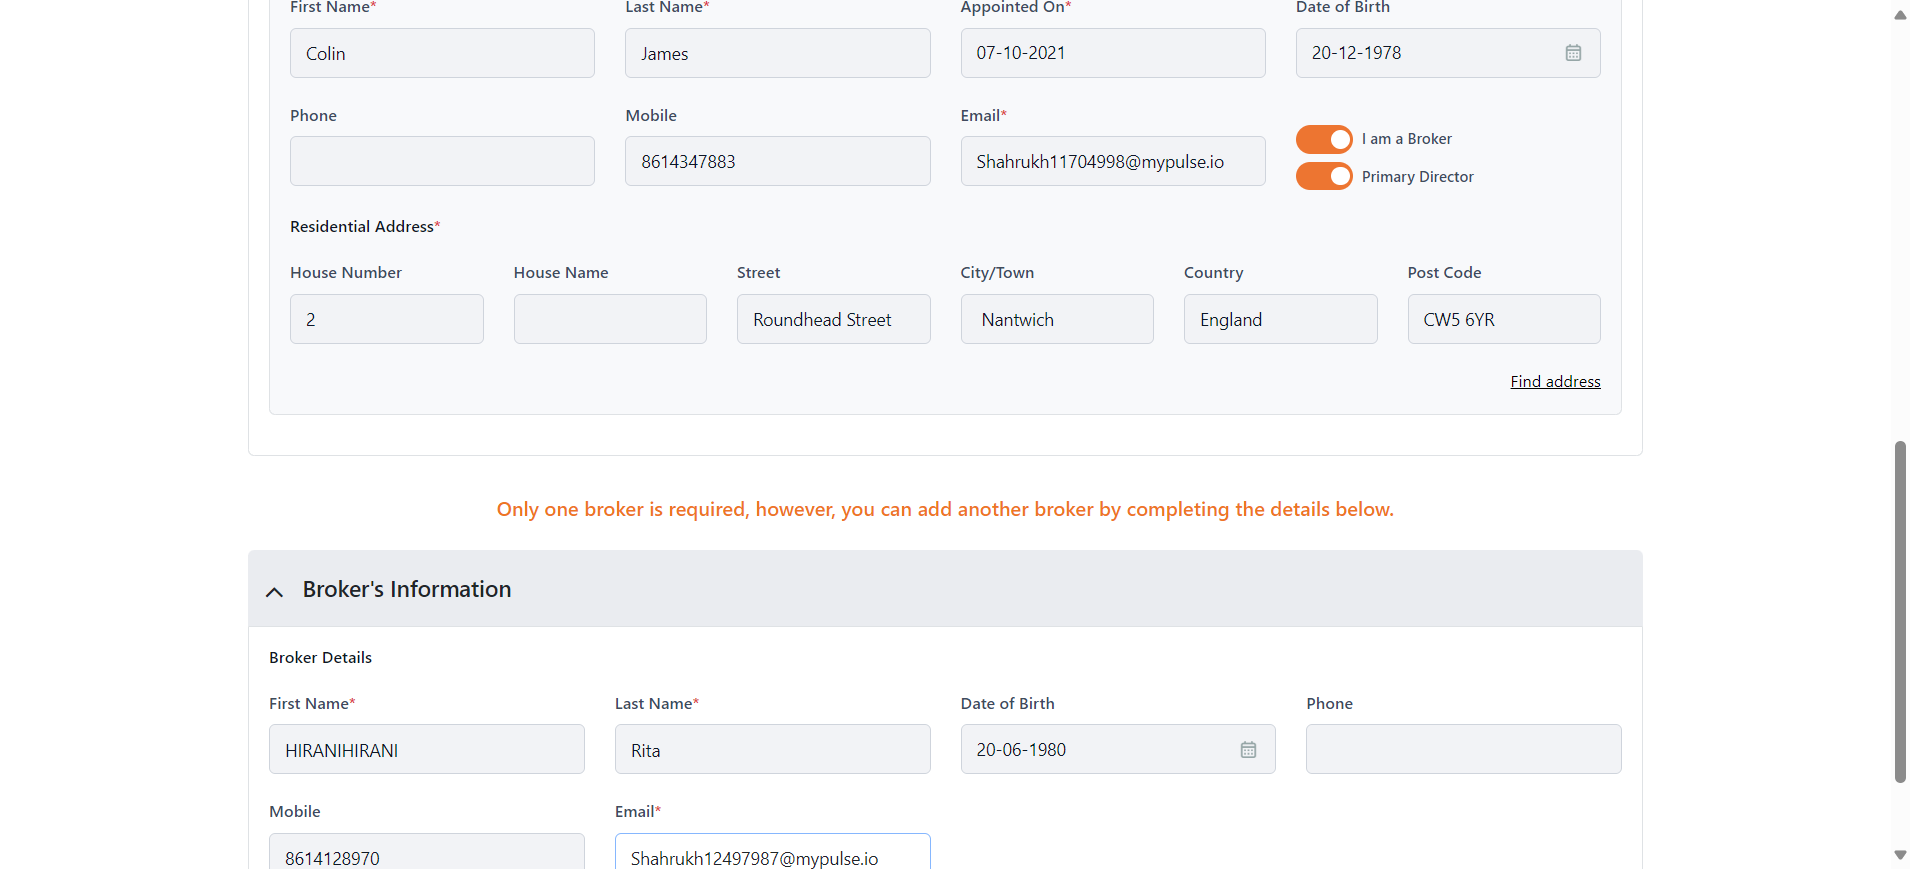 First Name* Last Name* Appointed On* Date of Birth
Colin James 07-10-2021 20-12-1978
Phone Mobile Email*
I am a Broker
8614347883 Shahrukh11704998@mypulse.io
Primary Director
Residential Address*
House Number House Name Street City/Town Country Post Code
2 Roundhead Street Nantwich England CW5 6YR
Find address
Only one broker is required, however, you can add another broker by completing the details below.
Broker's Information
Broker Details
First Name* Last Name* Date of Birth Phone
HIRANIHIRANI Rita 20-06-1980
Mobile Email*
8614128970 Shahrukh12497987@mypulse.io